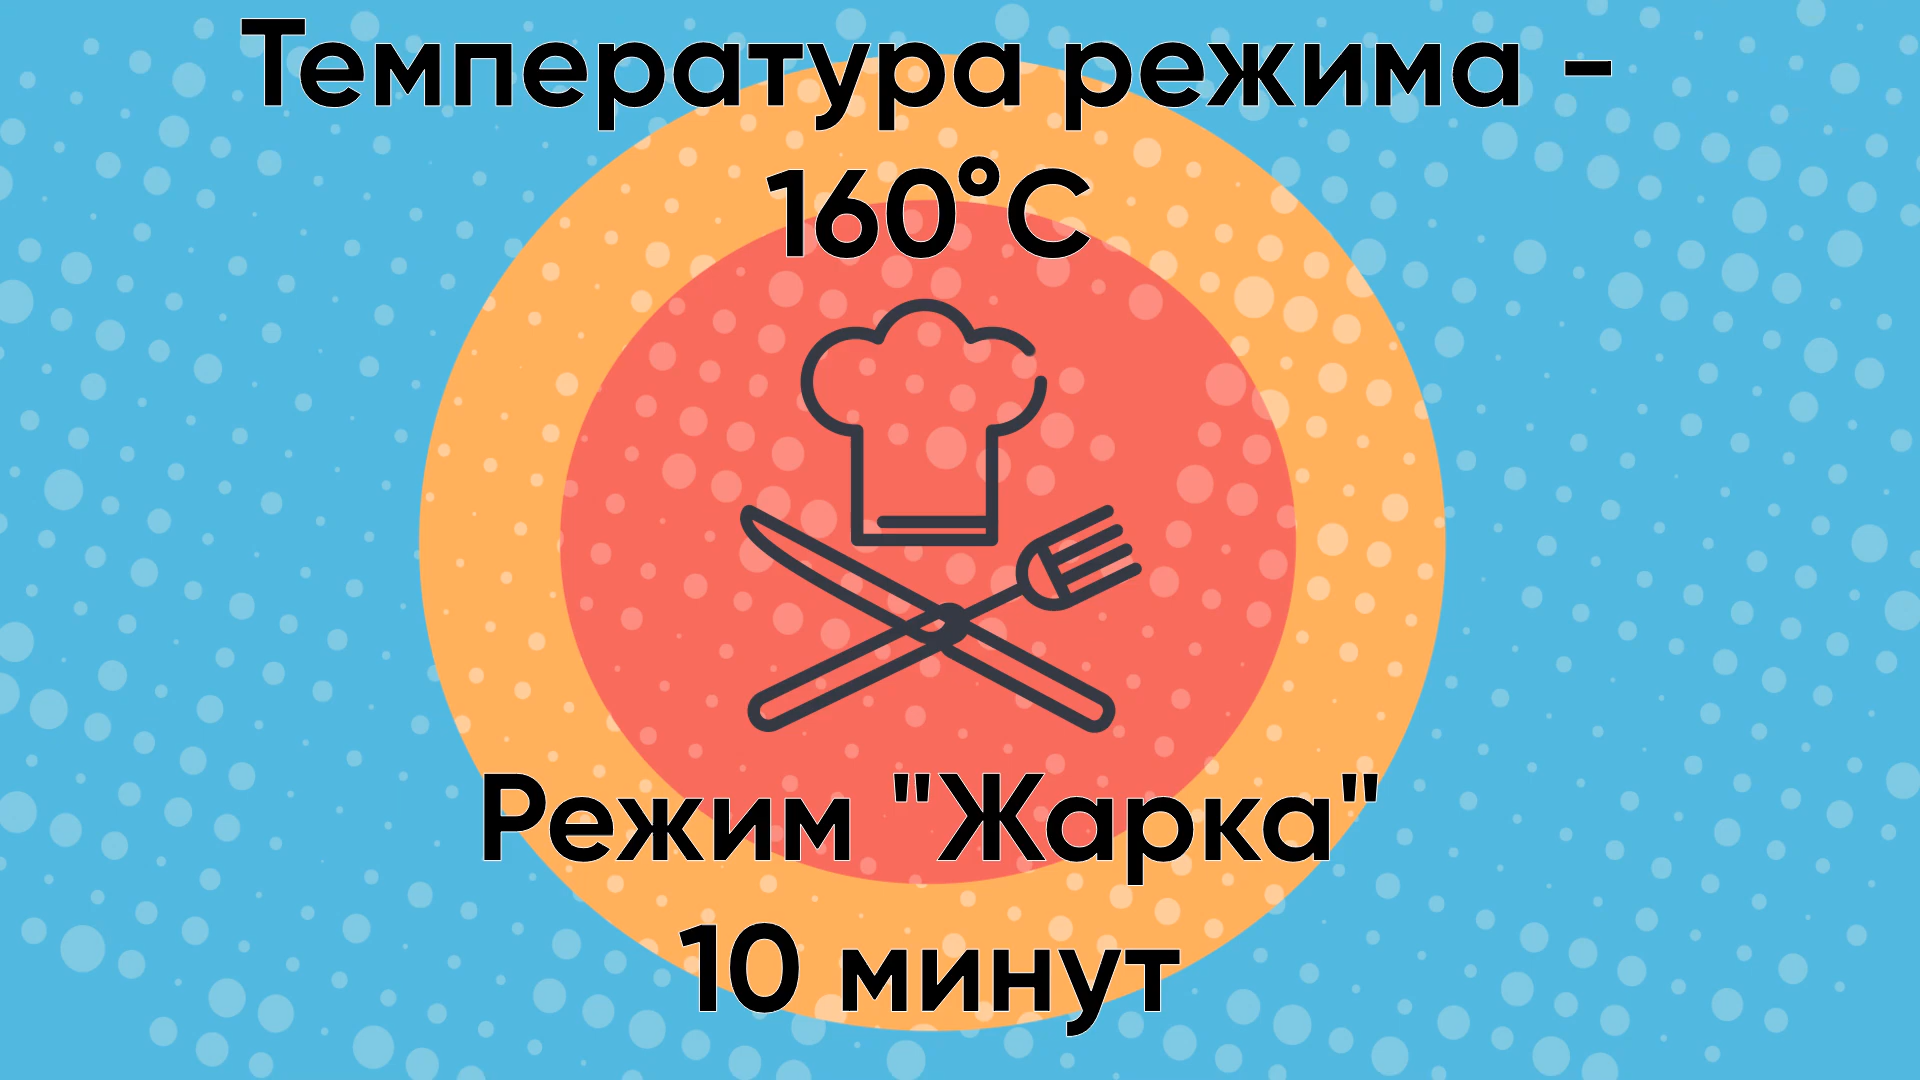 Температура режима -
160°C
Режим "Жарка"
10 минут